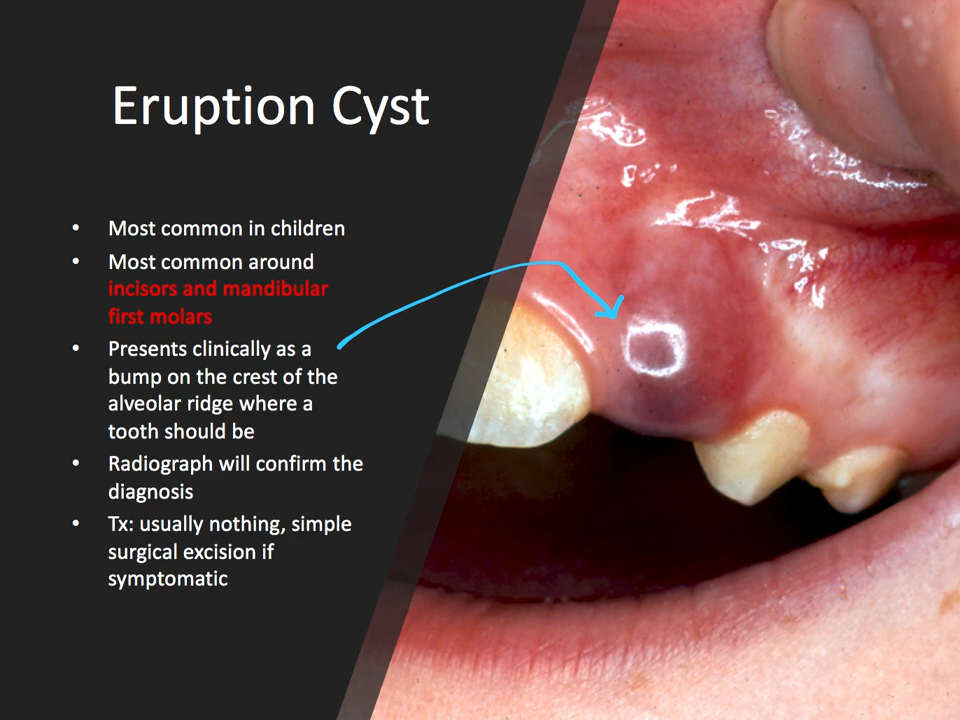 Eruption Cyst
• Most common in children
• Most common around
incisors and mandibular
first molars
• Presents clinically as a
bump on the crest of the
alveolar ridge where a
tooth should be
• Radiograph will confirm the
diagnosis
• Tx: usually nothing, simple
surgical excision if
symptomatic